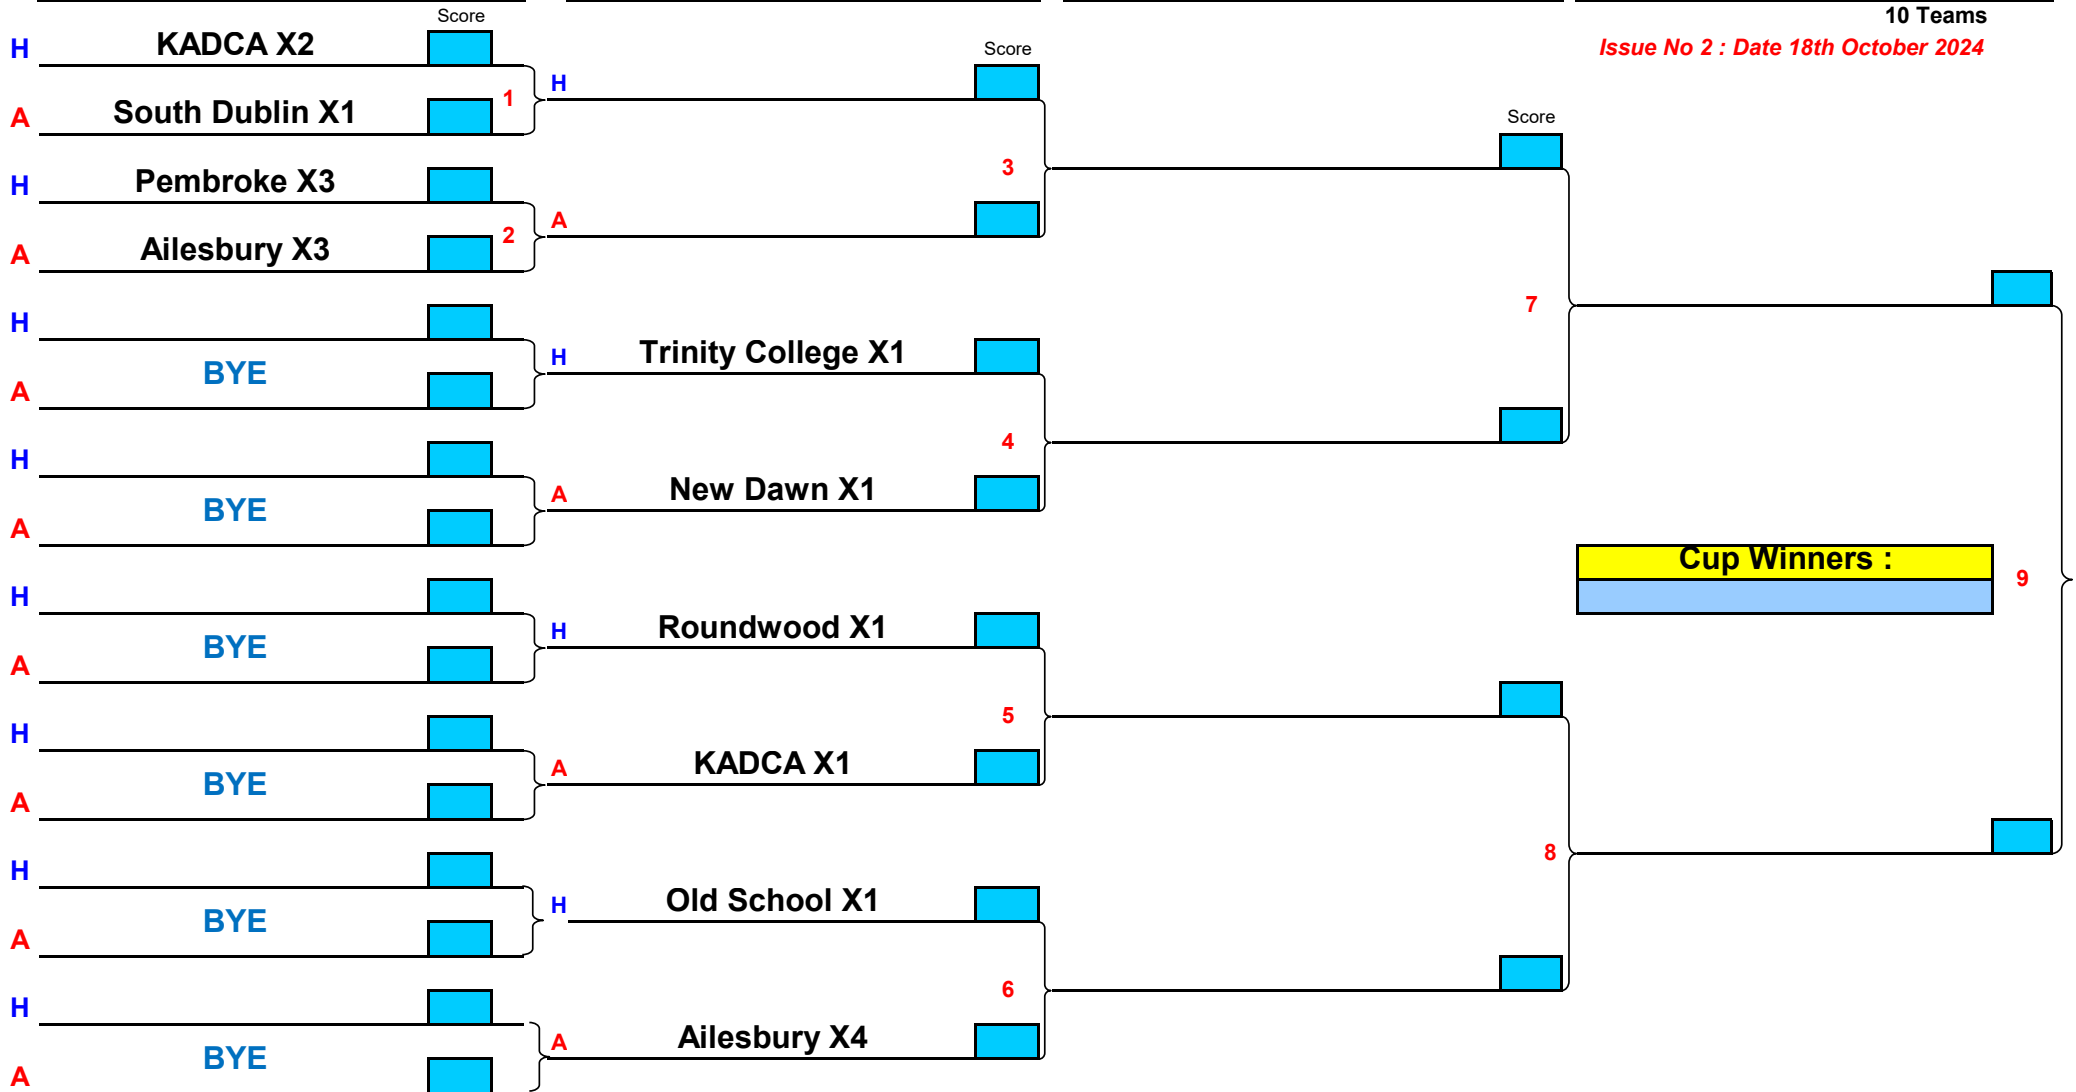 Score
10 Teams
H KADCA X2
Score
Issue No 2 : Date 18th October 2024
H
1
A South Dublin X1
Score
3
H Pembroke X3
A
2
A Ailesbury X3
7
H
BYE
H Trinity College X1
A
4
H
BYE
A New Dawn X1
A
Cup Winners :
9
H
BYE
H Roundwood X1
A
5
H
BYE
A KADCA X1
A
8
H
BYE
H Old School X1
A
6
H
BYE
A Ailesbury X4
A